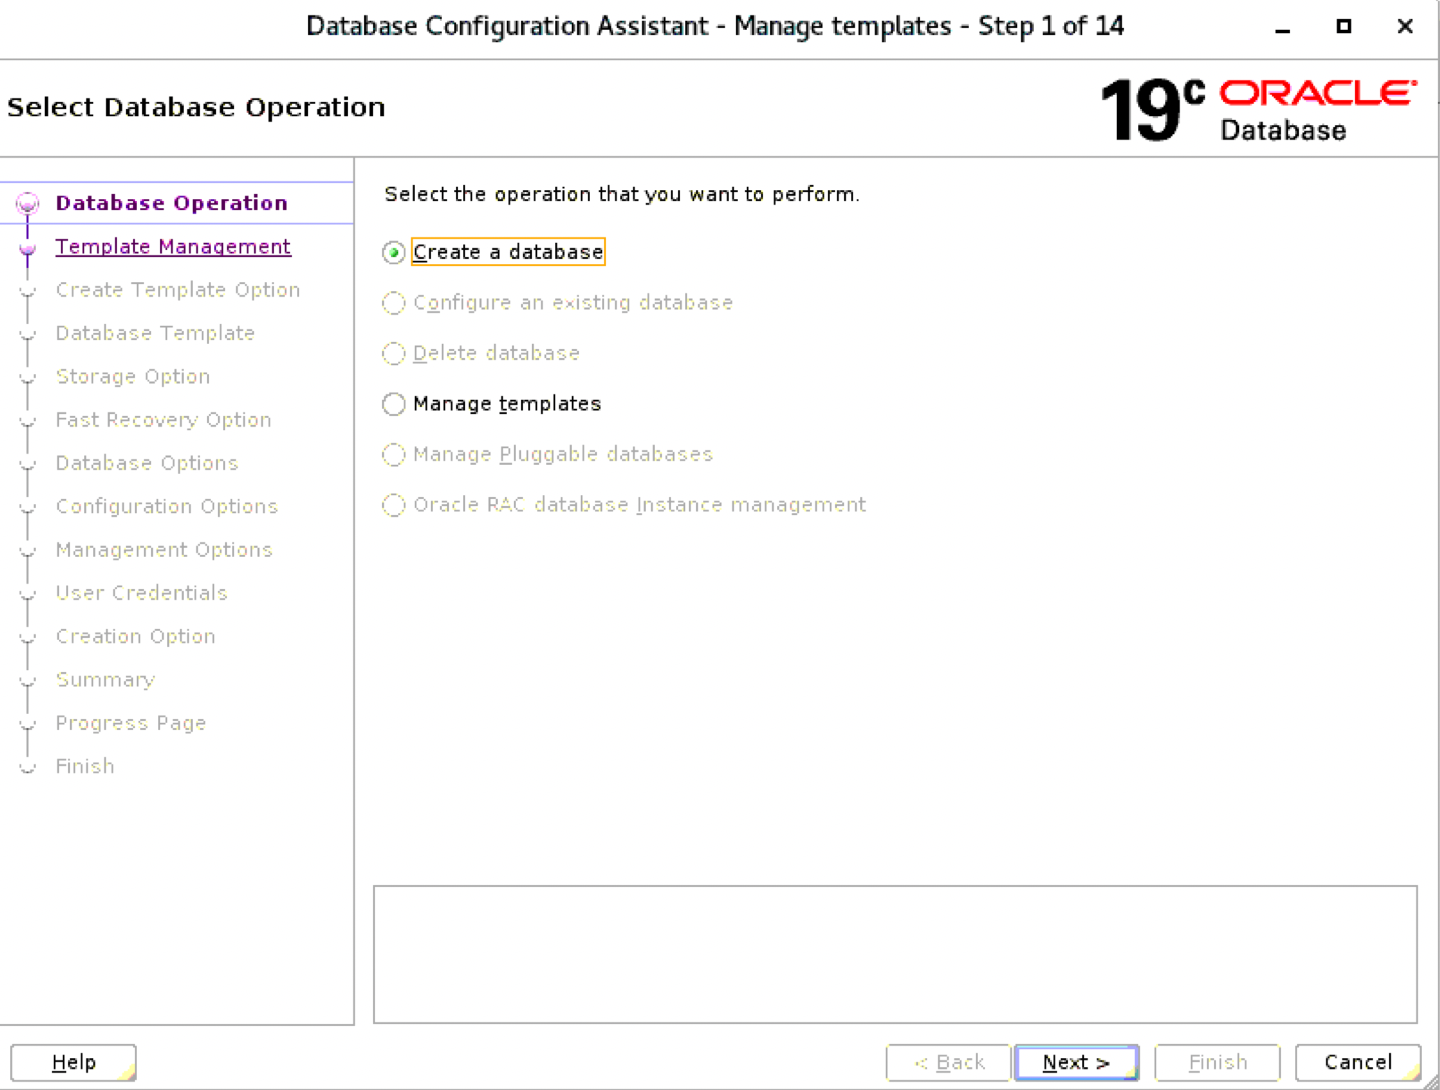 Database Configuration Assistant - Manage templates - Step 1 of 14
Select Database Operation
19c ORACLE
Database
Database Operation
Template Management
Create Template Option
Database Template
Storage Option
Fast Recovery Option
Database Options
Configuration Options
Management Options
User Credentials
Creation Option
Summary
Progress Page
Finish
Select the operation that you want to perform.
Create a database
Configure an existing database
Delete database
Manage templates
Manage Pluggable databases
Oracle RAC database Instance management
Help
< Back
Next >
Finish
Cancel